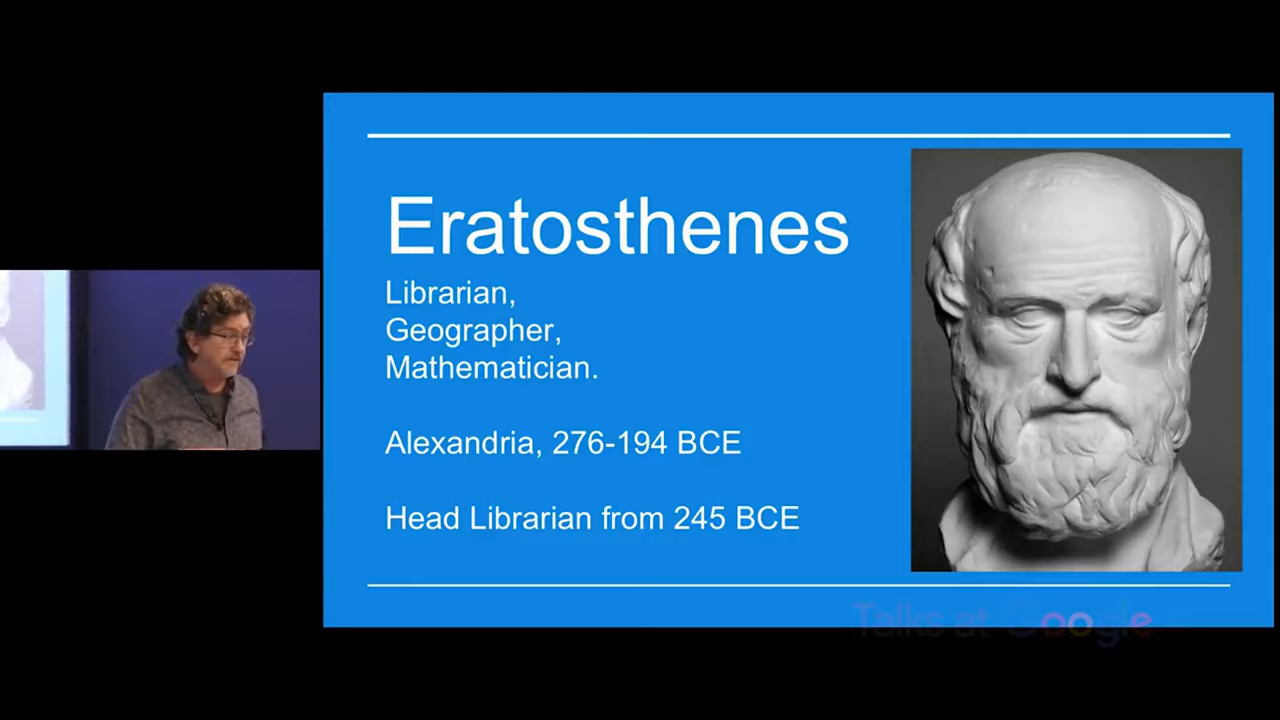 Eratosthenes
Librarian,
Geographer,
Mathematician.
Alexandria, 276-194 BCE
Head Librarian from 245 BCE
Talks at Google